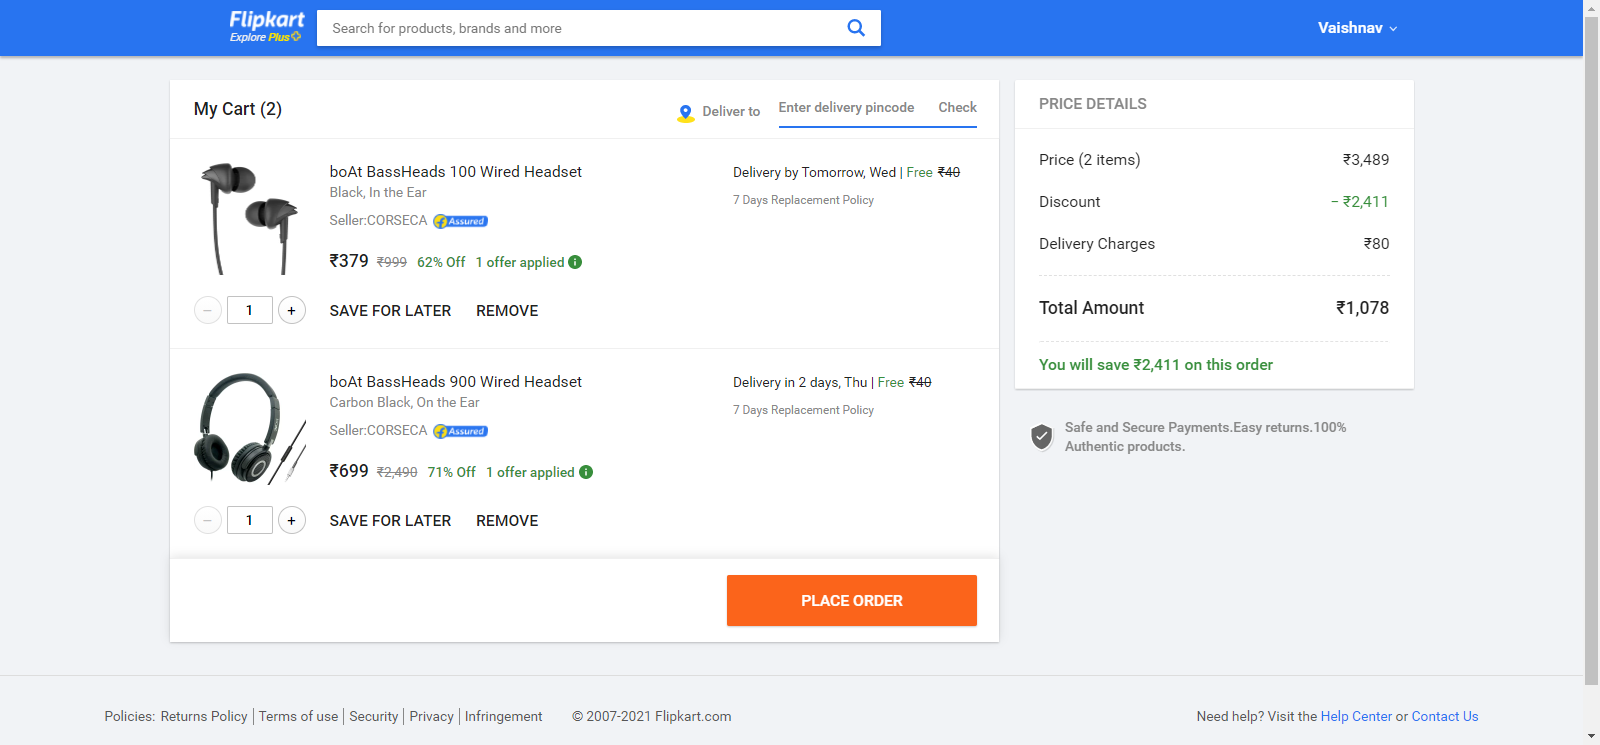 Flipkart
Explore Plus
Search for products, brands and more
Vaishnav
My Cart (2)
Deliver to
Enter delivery pincode
Check
boAt BassHeads 100 Wired Headset
Black, In the Ear
Seller:CORSECA
Assured
₹379 ₹999 62% Off 1 offer applied
Delivery by Tomorrow, Wed | Free ₹40
7 Days Replacement Policy
− 1 +
SAVE FOR LATER
REMOVE
boAt BassHeads 900 Wired Headset
Carbon Black, On the Ear
Seller:CORSECA
Assured
₹699 ₹2,490 71% Off 1 offer applied
Delivery in 2 days, Thu | Free ₹40
7 Days Replacement Policy
− 1 +
SAVE FOR LATER
REMOVE
PLACE ORDER
PRICE DETAILS
Price (2 items) ₹3,489
Discount − ₹2,411
Delivery Charges ₹80
Total Amount ₹1,078
You will save ₹2,411 on this order
Safe and Secure Payments.Easy returns.100%
Authentic products.
Policies: Returns Policy | Terms of use | Security | Privacy | Infringement
© 2007-2021 Flipkart.com
Need help? Visit the Help Center or Contact Us